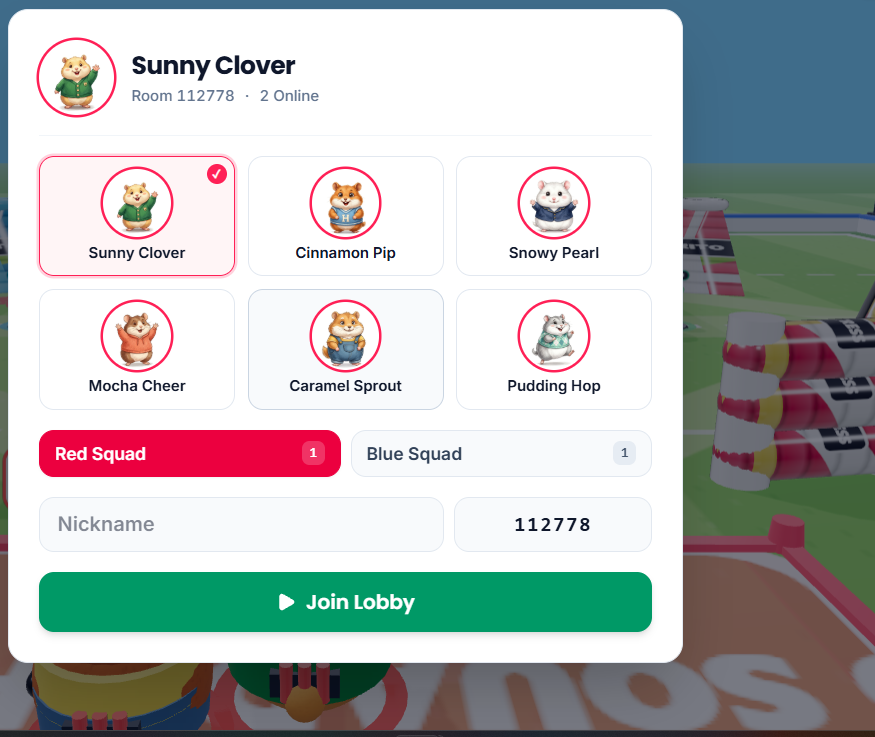 Sunny Clover
Room 112778 · 2 Online
Sunny Clover
Cinnamon Pip
H
Snowy Pearl
Mocha Cheer
Caramel Sprout
Pudding Hop
Red Squad 1
Blue Squad 1
Nickname
112778
Join Lobby